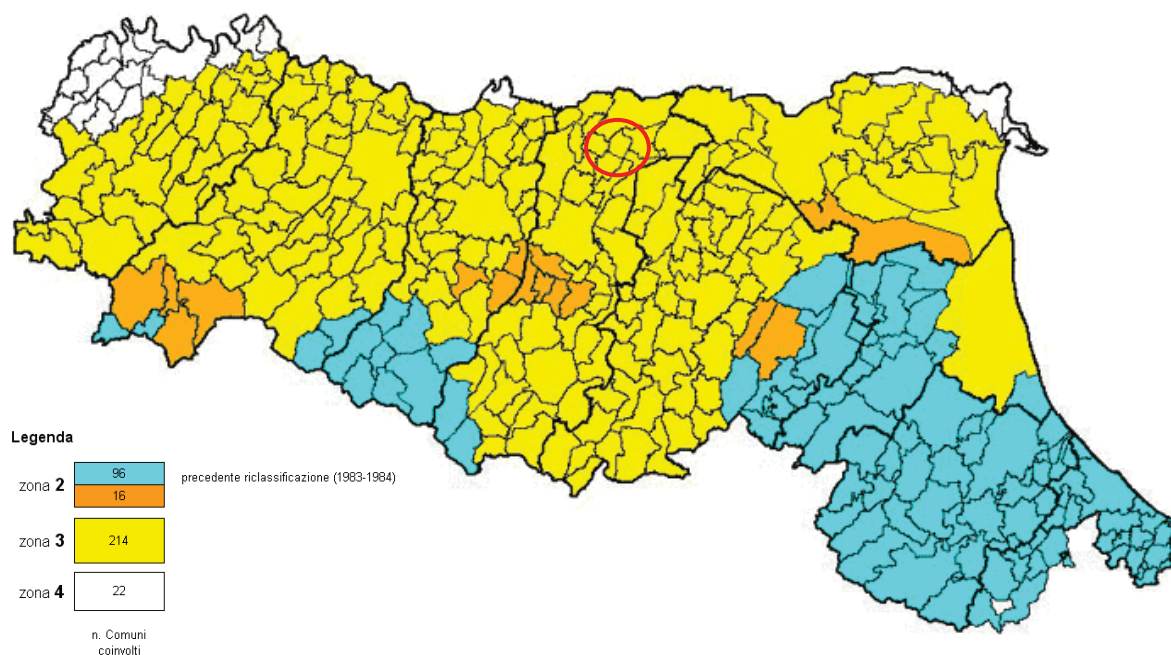 Legenda
zona 2
96
precedente riclassificazione (1983-1984)
16
zona 3
214
zona 4
22
n. Comuni
coinvolti